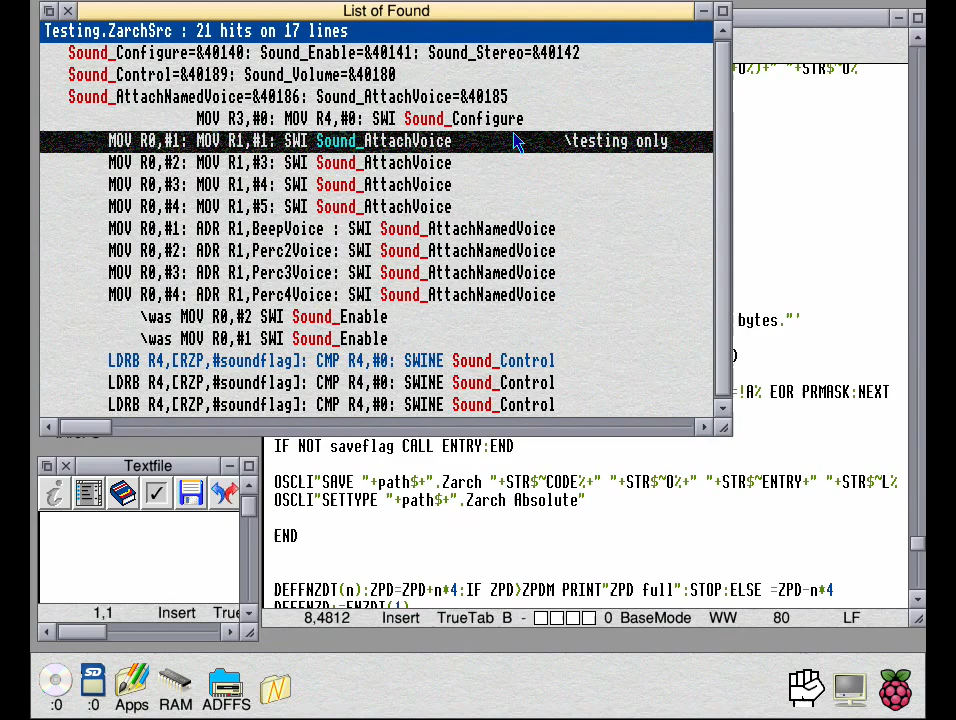 List of Found
Testing.ZarchSrc : 21 hits on 17 lines
Sound_Configure=&40140: Sound_Enable=&40141: Sound_Stereo=&40142
Sound_Control=&40189: Sound_Volume=&40180
Sound_AttachNamedVoice=&40186: Sound_AttachVoice=&40185
MOV R3,#0: MOV R4,#0: SWI Sound_Configure
MOV R0,#1: MOV R1,#1: SWI Sound_AttachVoice \testing only
MOV R0,#2: MOV R1,#3: SWI Sound_AttachVoice
MOV R0,#3: MOV R1,#4: SWI Sound_AttachVoice
MOV R0,#4: MOV R1,#5: SWI Sound_AttachVoice
MOV R0,#1: ADR R1,BeepVoice : SWI Sound_AttachNamedVoice
MOV R0,#2: ADR R1,Perc2Voice: SWI Sound_AttachNamedVoice
MOV R0,#3: ADR R1,Perc3Voice: SWI Sound_AttachNamedVoice
MOV R0,#4: ADR R1,Perc4Voice: SWI Sound_AttachNamedVoice
\was MOV R0,#2 SWI Sound_Enable
\was MOV R0,#1 SWI Sound_Enable
LDRB R4,[RZP,#soundflag]: CMP R4,#0: SWINE Sound_Control
LDRB R4,[RZP,#soundflag]: CMP R4,#0: SWINE Sound_Control
LDRB R4,[RZP,#soundflag]: CMP R4,#0: SWINE Sound_Control
bytes."'
=!A% EOR PRMASK:NEXT
IF NOT saveflag CALL ENTRY:END
OSCLI"SAVE "+path$+".Zarch "+STR$~CODE%+" "+STR$~O%+" "+STR$~ENTRY+" "+STR$~L%
OSCLI"SETTYPE "+path$+".Zarch Absolute"
END
DEFFNZDT(n):ZPD=ZPD+n*4:IF ZPD>ZPDM PRINT"ZPD full":STOP:ELSE =ZPD-n*4
8,4812 Insert TrueTab B - 0 BaseMode WW 80 LF
Textfile
1,1 Insert True
:0 :0 Apps RAM ADFFS